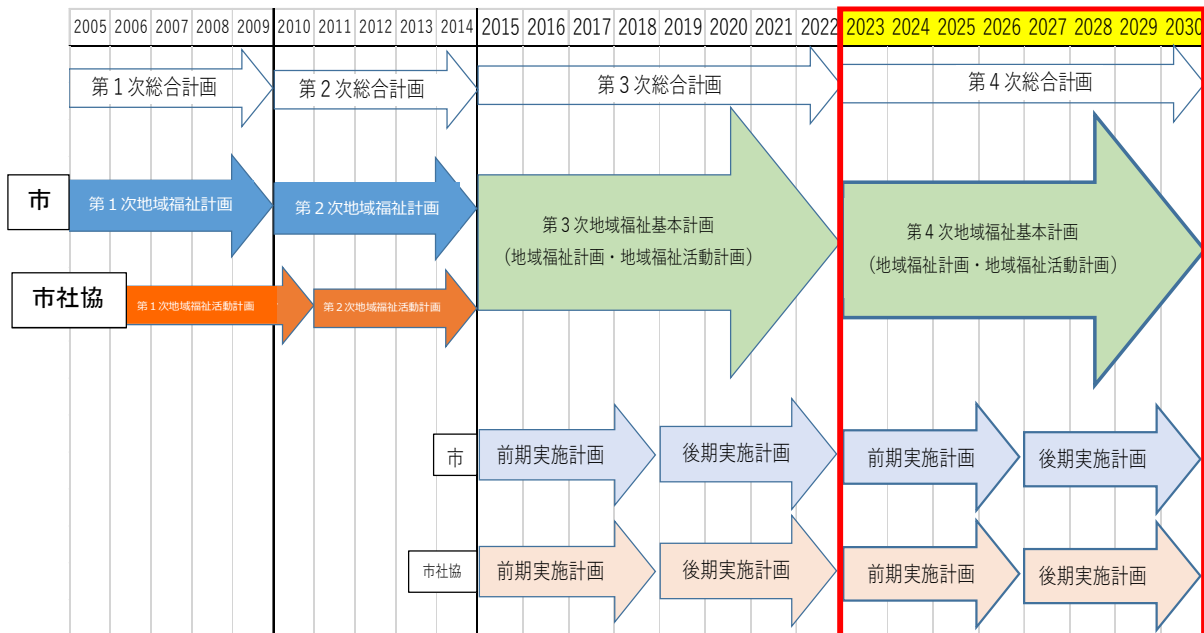 2005 2006 2007 2008 2009 2010 2011 2012 2013 2014 2015 2016 2017 2018 2019 2020 2021 2022 2023 2024 2025 2026 2027 2028 2029 2030
第１次総合計画 第２次総合計画 第３次総合計画 第４次総合計画
市 第１次地域福祉計画 第２次地域福祉計画
第３次地域福祉基本計画
(地域福祉計画・地域福祉活動計画)
第４次地域福祉基本計画
(地域福祉計画・地域福祉活動計画)
市社協 第１次地域福祉活動計画 第２次地域福祉活動計画
市 前期実施計画 後期実施計画 前期実施計画 後期実施計画
市社協 前期実施計画 後期実施計画 前期実施計画 後期実施計画